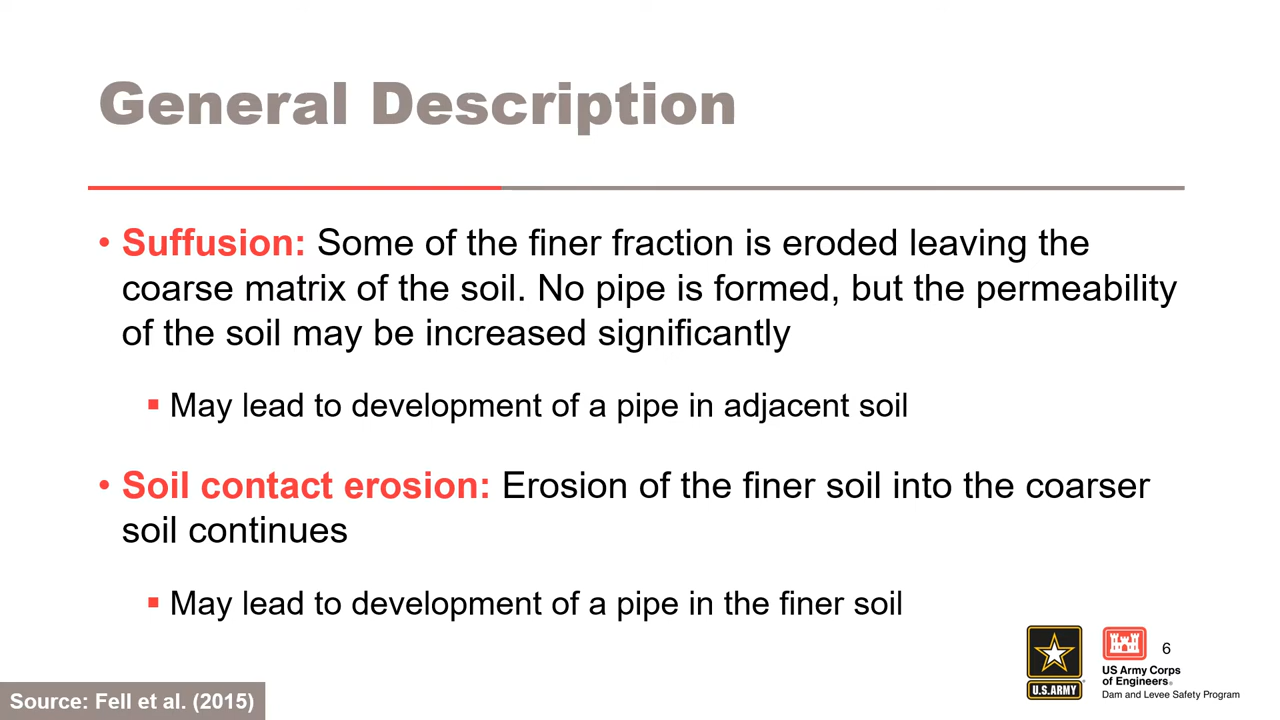 General Description
• Suffusion: Some of the finer fraction is eroded leaving the
coarse matrix of the soil. No pipe is formed, but the permeability
of the soil may be increased significantly
▪ May lead to development of a pipe in adjacent soil
• Soil contact erosion: Erosion of the finer soil into the coarser
soil continues
▪ May lead to development of a pipe in the finer soil
6
U.S.ARMY
US Army Corps
of Engineers®
Dam and Levee Safety Program
Source: Fell et al. (2015)